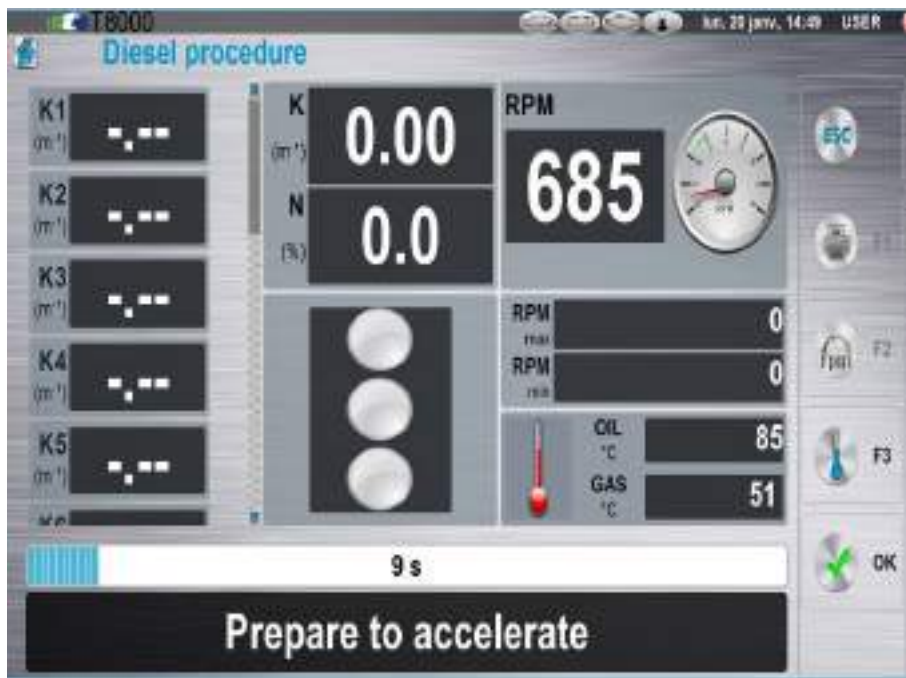 T8000
lun. 20 janv, 14:49 USER
Diesel procedure
K1
(m⁻¹)
-.--
K2
(m⁻¹)
-.--
K3
(m⁻¹)
-.--
K4
(m⁻¹)
-.--
K5
(m⁻¹)
-.--
K
(m⁻¹)
0.00
N
(%)
0.0
RPM
685
RPM
max
0
RPM
min
0
OIL
°C
85
GAS
°C
51
ESC
F1
F2
F3
OK
9 s
Prepare to accelerate